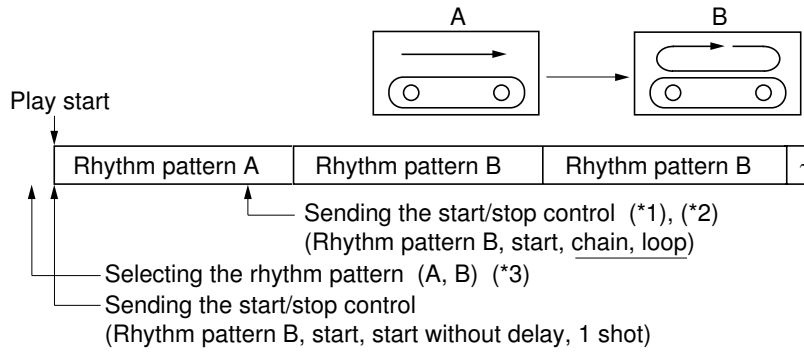 A B
Play start
Rhythm pattern A Rhythm pattern B Rhythm pattern B ~
Sending the start/stop control (*1), (*2)
(Rhythm pattern B, start, chain, loop)
Selecting the rhythm pattern (A, B) (*3)
Sending the start/stop control
(Rhythm pattern B, start, start without delay, 1 shot)